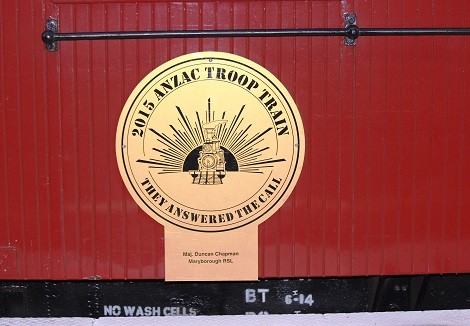 2015 ANZAC TROOP TRAIN
THEY ANSWERED THE CALL
Maj. Duncan Chapman
Maryborough RSL
NO WASH CELLS
BT 6-14